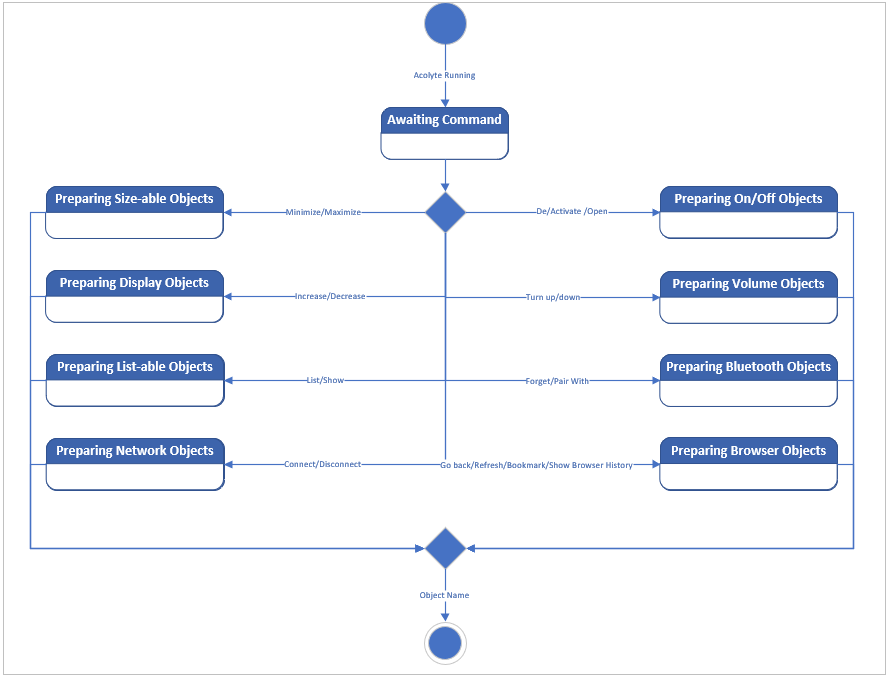 Acolyte Running
Awaiting Command
Preparing Size-able Objects
Minimize/Maximize
De/Activate /Open
Preparing On/Off Objects
Preparing Display Objects
Increase/Decrease
Turn up/down
Preparing Volume Objects
Preparing List-able Objects
List/Show
Forget/Pair With
Preparing Bluetooth Objects
Preparing Network Objects
Connect/Disconnect
Go back/Refresh/Bookmark/Show Browser History
Preparing Browser Objects
Object Name